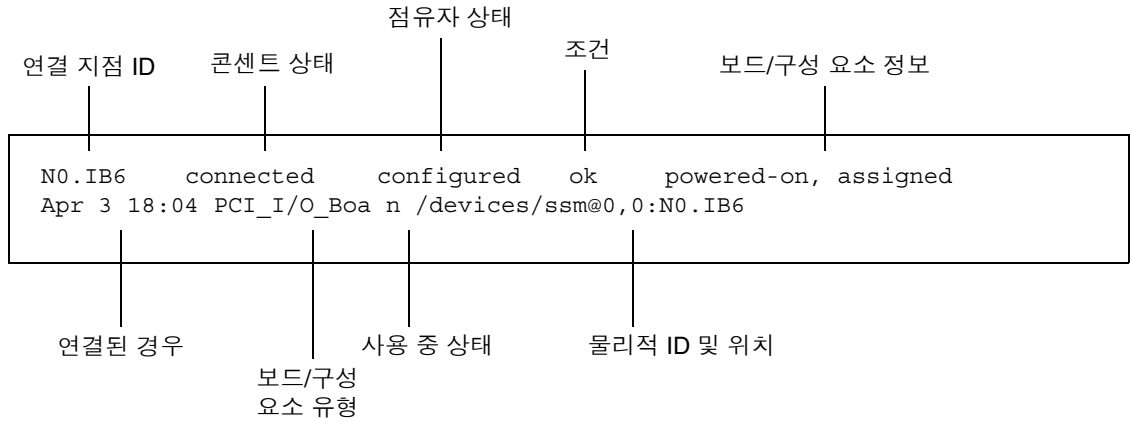 점유자 상태
연결 지점 ID 콘센트 상태 조건 보드/구성 요소 정보
N0.IB6 connected configured ok powered-on, assigned
Apr 3 18:04 PCI_I/O_Boa n /devices/ssm@0,0:N0.IB6
연결된 경우 사용 중 상태 물리적 ID 및 위치
보드/구성
요소 유형